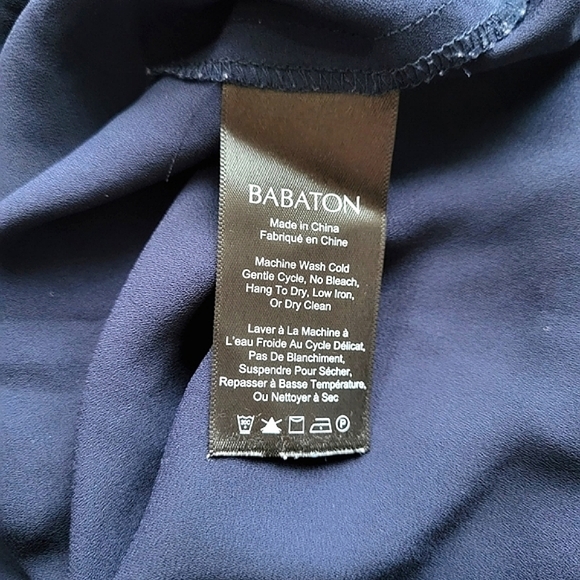 BABATON
Made in China
Fabriqué en Chine
Machine Wash Cold
Gentle Cycle, No Bleach,
Hang To Dry, Low Iron,
Or Dry Clean
Laver à La Machine à
L'eau Froide Au Cycle Délicat,
Pas De Blanchiment,
Suspendre Pour Sécher,
Repasser à Basse Température,
Ou Nettoyer à Sec
30C P